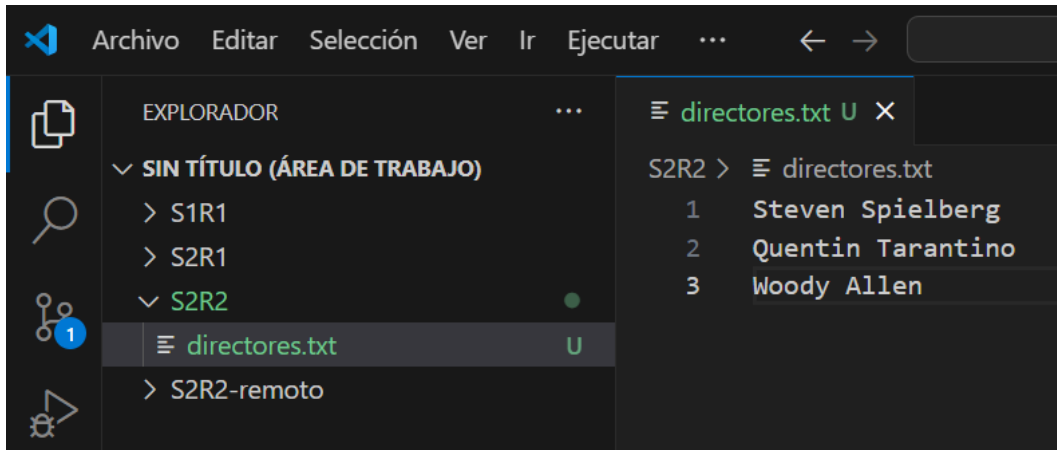 Archivo Editar Selección Ver Ir Ejecutar ...
EXPLORADOR ...
SIN TÍTULO (ÁREA DE TRABAJO)
> S1R1
> S2R1
S2R2
directores.txt U
> S2R2-remoto
1
directores.txt U X
S2R2 > directores.txt
1 Steven Spielberg
2 Quentin Tarantino
3 Woody Allen